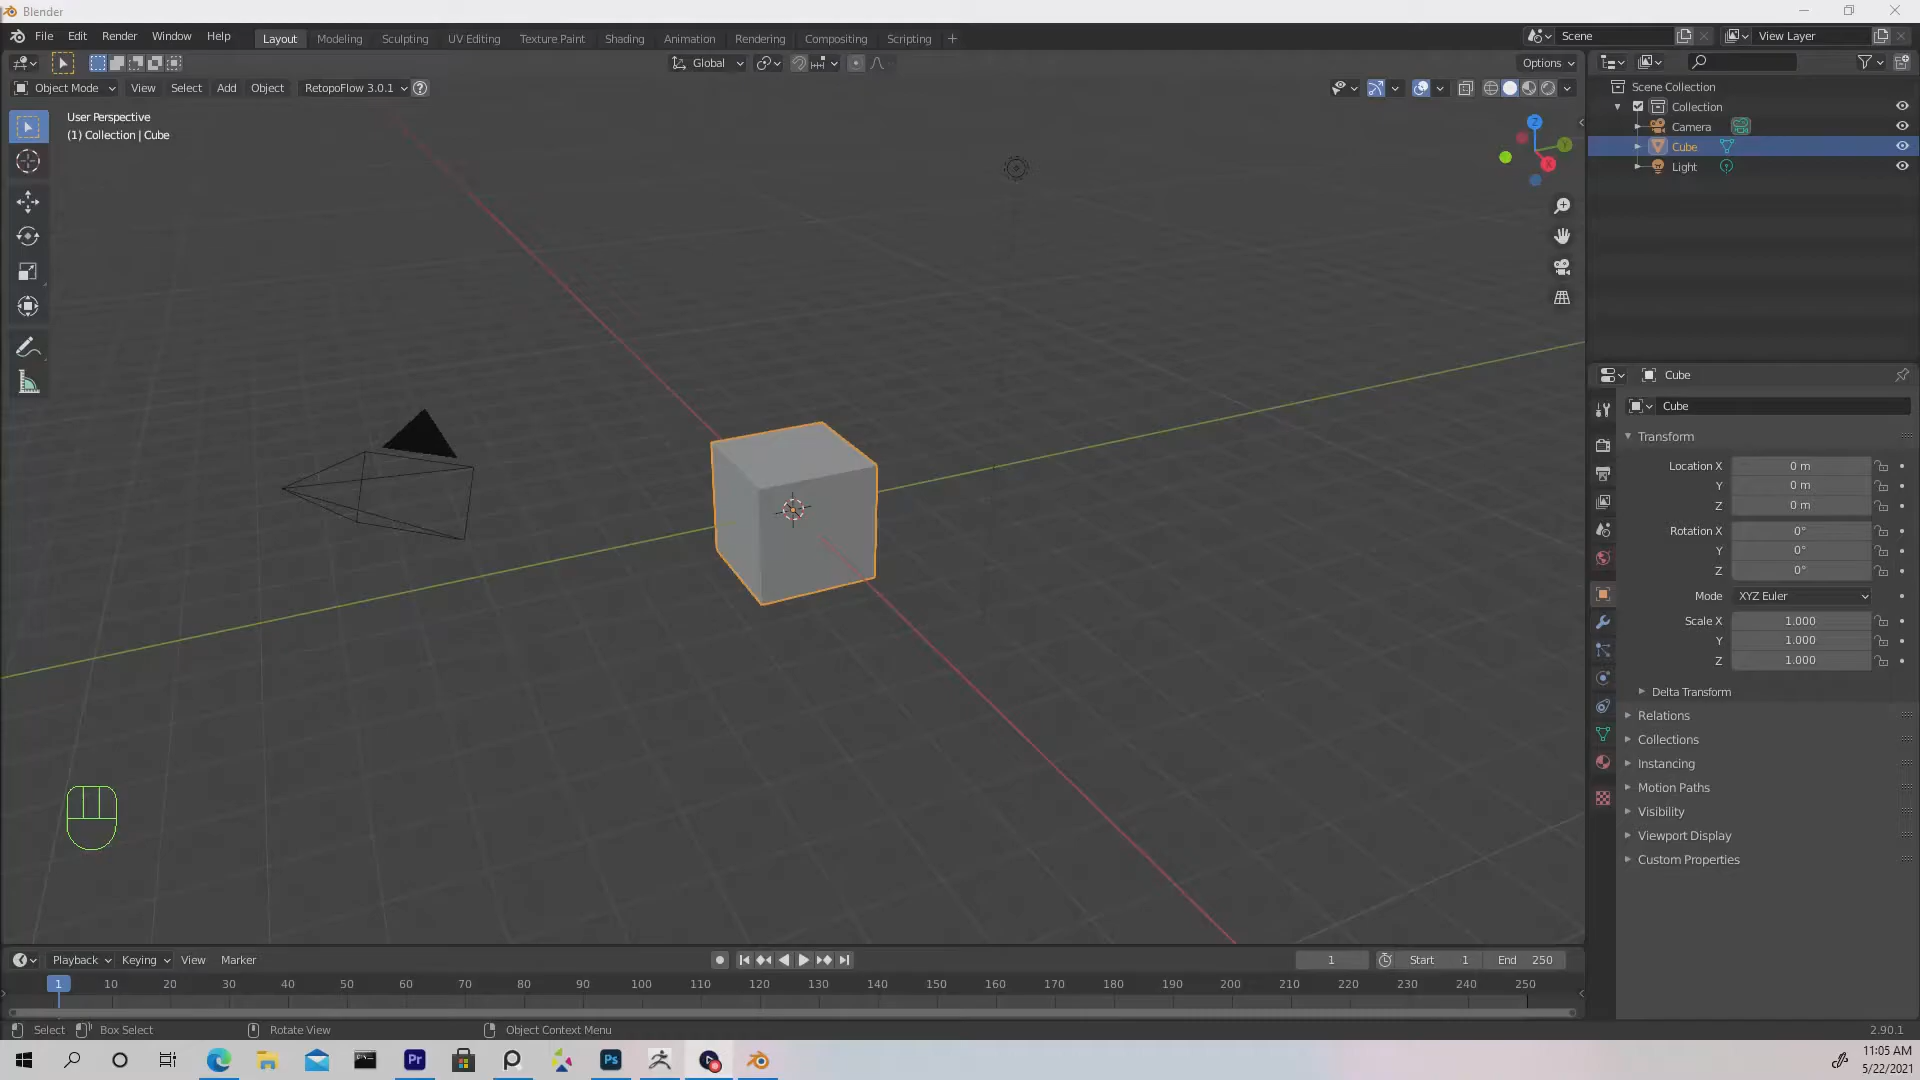 Blender
File Edit Render Window Help
Layout Modeling Sculpting UV Editing Texture Paint Shading Animation Rendering Compositing Scripting
Scene
View Layer
Global
Options
Object Mode View Select Add Object RetopoFlow 3.0.1
User Perspective
(1) Collection | Cube
Z
Y
X
Scene Collection
Collection
Camera
Cube
Light
Cube
Cube
Transform
Location X 0 m
Y 0 m
Z 0 m
Rotation X 0°
Y 0°
Z 0°
Mode XYZ Euler
Scale X 1.000
Y 1.000
Z 1.000
Delta Transform
Relations
Collections
Instancing
Motion Paths
Visibility
Viewport Display
Custom Properties
Playback Keying View Marker
1 Start 1 End 250
1 10 20 30 40 50 60 70 80 90 100 110 120 130 140 150 160 170 180 190 200 210 220 230 240 250
Select Box Select Rotate View Object Context Menu
2.90.1
Pr
Ps
11:05 AM
5/22/2021